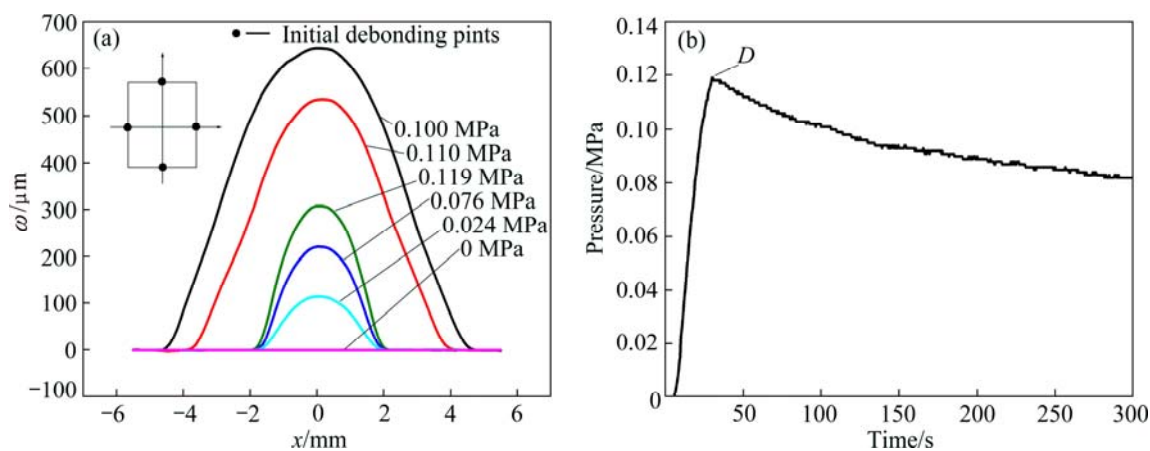 (a)
Initial debonding pints
700
600
500
400
300
200
100
0
−100
ω/μm
0.100 MPa
0.110 MPa
0.119 MPa
0.076 MPa
0.024 MPa
0 MPa
−6 −4 −2 0 2 4 6
x/mm
(b)
D
0.14
0.12
0.10
0.08
0.06
0.04
0.02
0
Pressure/MPa
50 100 150 200 250 300
Time/s